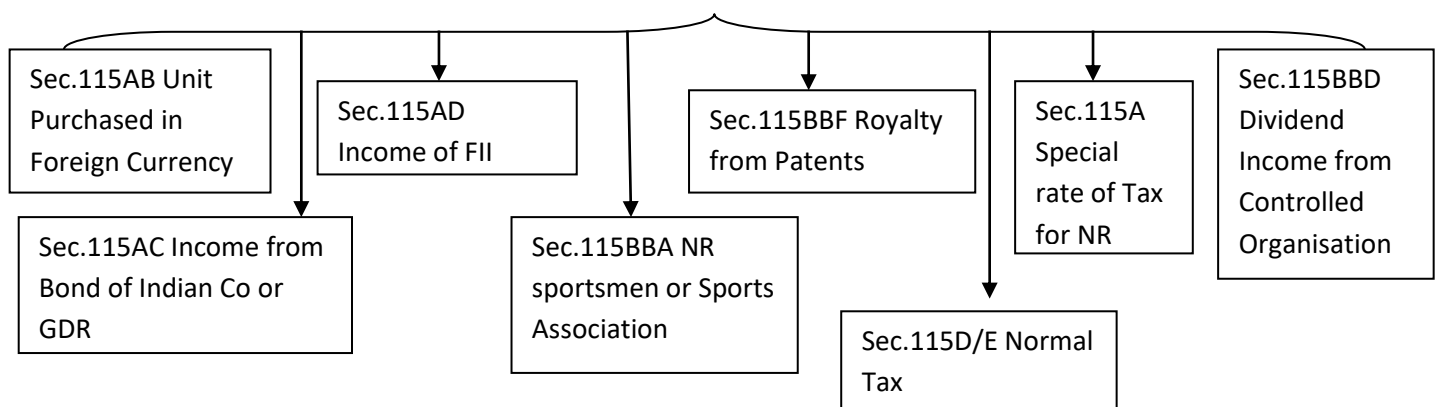 Sec.115AB Unit
Purchased in
Foreign Currency
Sec.115AC Income from
Bond of Indian Co or
GDR
Sec.115AD
Income of FII
Sec.115BBA NR
sportsmen or Sports
Association
Sec.115BBF Royalty
from Patents
Sec.115D/E Normal
Tax
Sec.115A
Special
rate of Tax
for NR
Sec.115BBD
Dividend
Income from
Controlled
Organisation